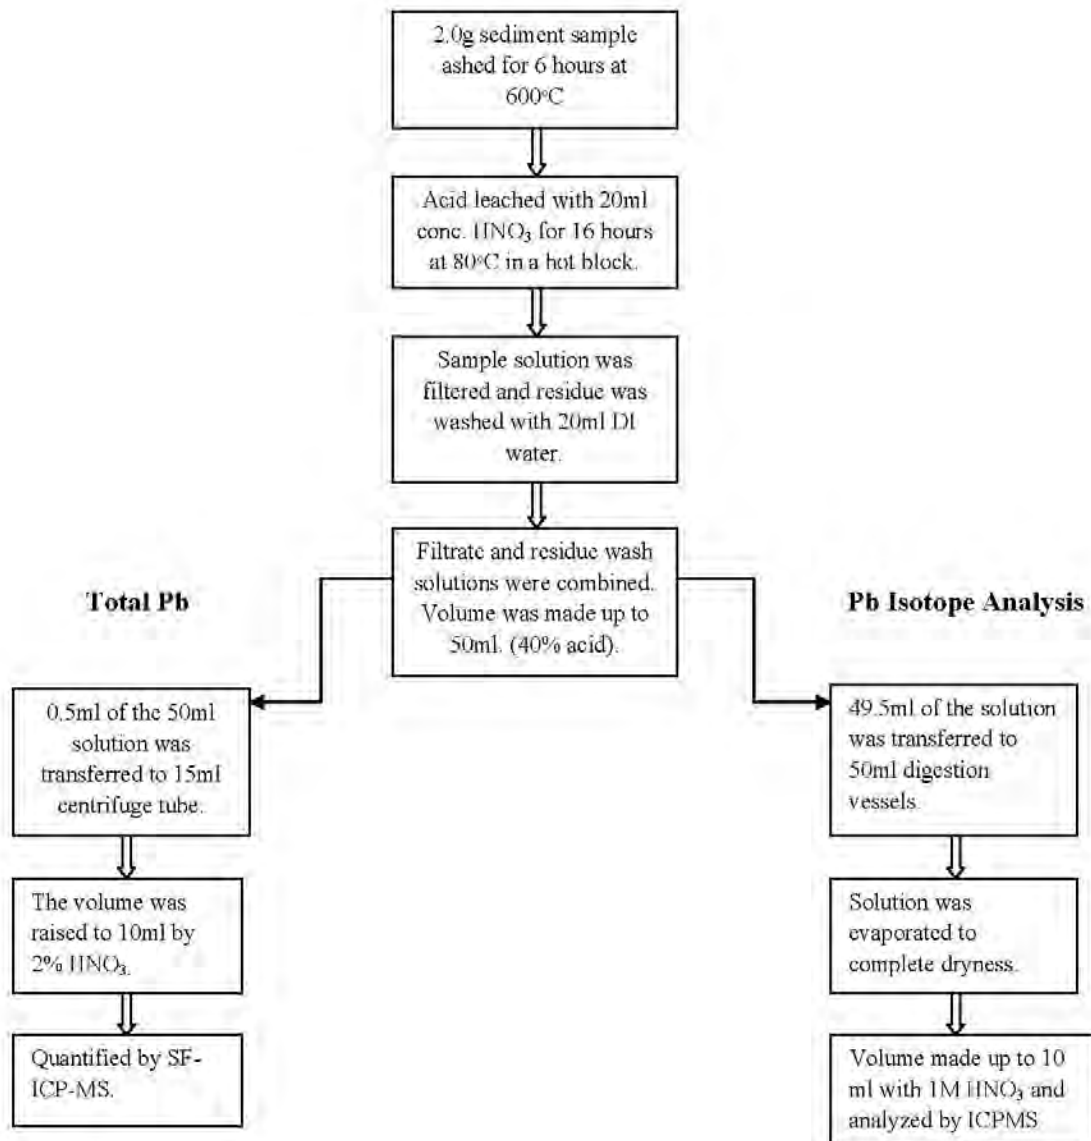 2.0g sediment sample
ashed for 6 hours at
600°C
Acid leached with 20ml
conc. HNO₃ for 16 hours
at 80°C in a hot block.
Sample solution was
filtered and residue was
washed with 20ml DI
water.
Filtrate and residue wash
solutions were combined.
Volume was made up to
50ml. (40% acid).
Total Pb
0.5ml of the 50ml
solution was
transferred to 15ml
centrifuge tube.
The volume was
raised to 10ml by
2% HNO₃.
Quantified by SF-
ICP-MS.
Pb Isotope Analysis
49.5ml of the solution
was transferred to
50ml digestion
vessels.
Solution was
evaporated to
complete dryness.
Volume made up to 10
ml with 1M HNO₃ and
analyzed by ICPMS